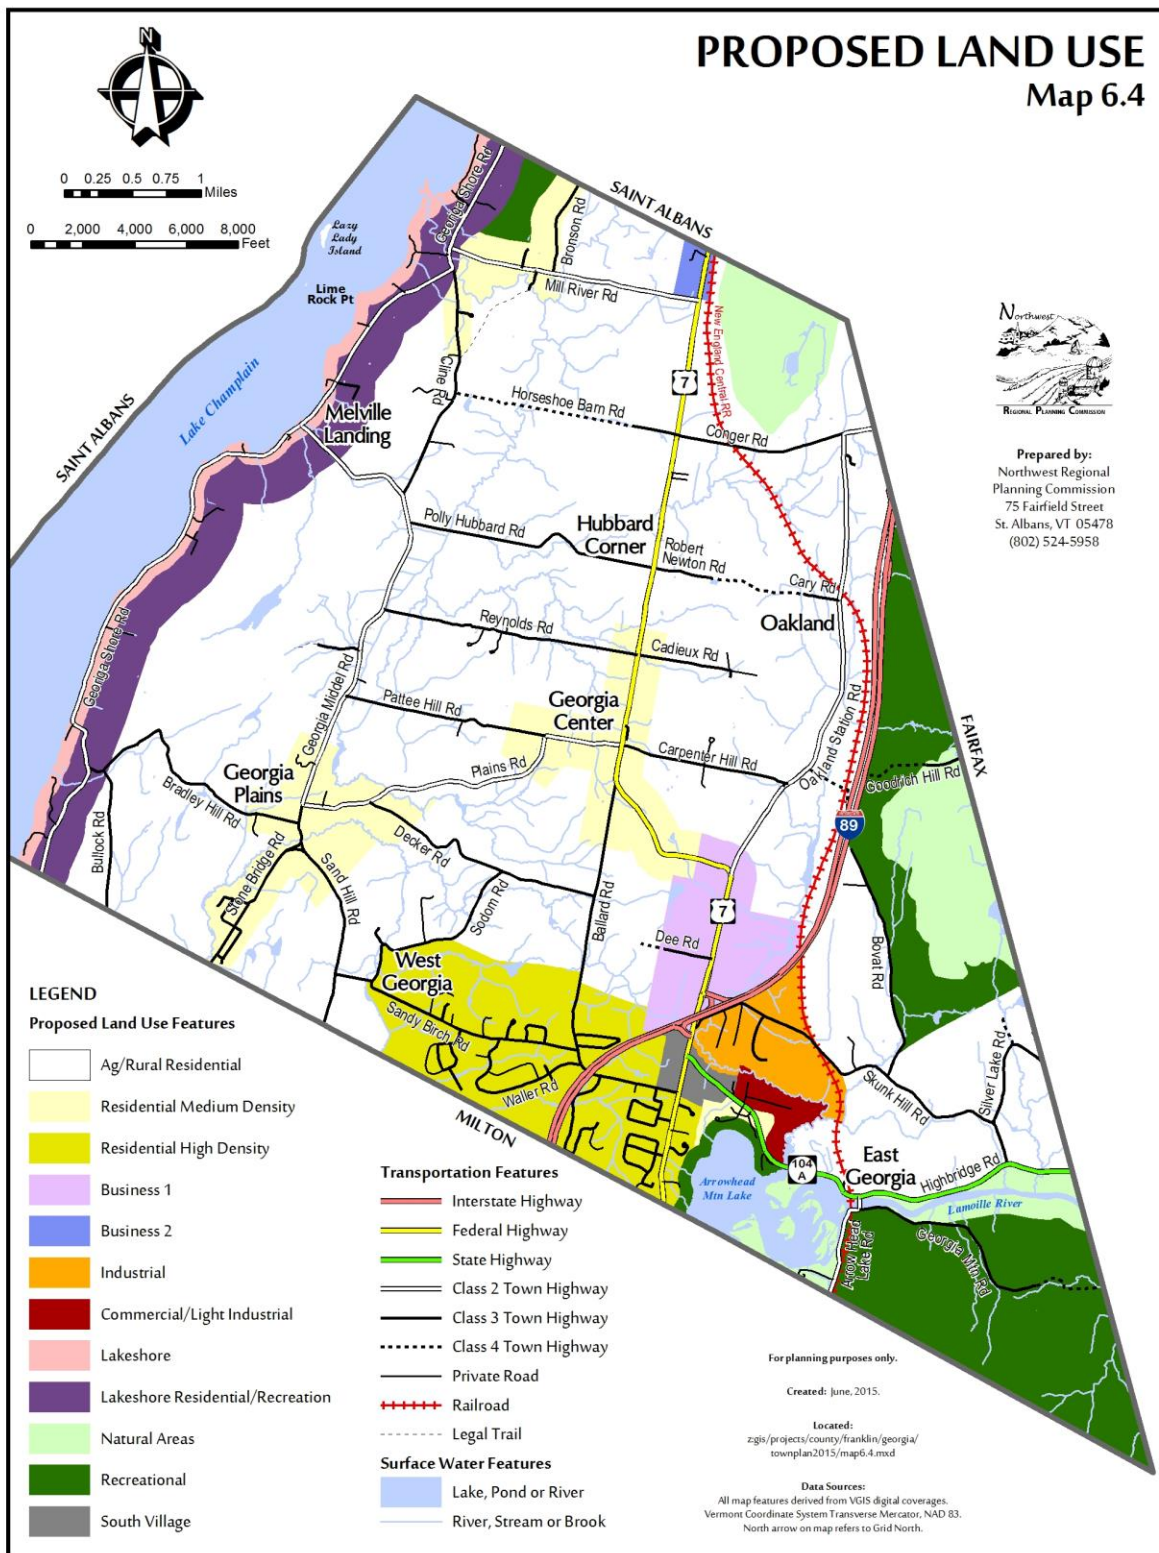 PROPOSED LAND USE
Map 6.4
N
0 0.25 0.5 0.75 1
Miles
0 2,000 4,000 6,000 8,000
Feet
SAINT ALBANS
Lazy
Lady
Island
Lime
Rock Pt
Georgia Shore Rd
Bronson Rd
Mill River Rd
New England Central RR
7
Cline Rd
Horseshoe Barn Rd
Conger Rd
Lake Champlain
SAINT ALBANS
Melville
Landing
Northwest
REGIONAL PLANNING COMMISSION
Prepared by:
Northwest Regional
Planning Commission
75 Fairfield Street
St. Albans, VT 05478
(802) 524-5958
Polly Hubbard Rd
Hubbard
Corner
Robert
Newton Rd
Cary Rd
Oakland
Reynolds Rd
Cadieux Rd
Georgia Shore Rd
Georgia Middel Rd
Pattee Hill Rd
Georgia
Center
Carpenter Hill Rd
Plains Rd
Oakland Station Rd
FAIRFAX
Goodrich Hill Rd
89
Georgia
Plains
Bradley Hill Rd
Bullock Rd
Stone Bridge Rd
Sand Hill Rd
Decker Rd
Sodom Rd
Ballard Rd
7
Dee Rd
Bovat Rd
West
Georgia
Sandy Birch Rd
Waller Rd
MILTON
Skunk Hill Rd
Silver Lake Rd
104
A
East
Georgia
Highbridge Rd
Arrowhead
Mtn Lake
Lamoille River
Arrow Head
Lake Rd
Georgia Mtn Rd
LEGEND
Proposed Land Use Features
Ag/Rural Residential
Residential Medium Density
Residential High Density
Business 1
Business 2
Industrial
Commercial/Light Industrial
Lakeshore
Lakeshore Residential/Recreation
Natural Areas
Recreational
South Village
Transportation Features
Interstate Highway
Federal Highway
State Highway
Class 2 Town Highway
Class 3 Town Highway
Class 4 Town Highway
Private Road
Railroad
Legal Trail
Surface Water Features
Lake, Pond or River
River, Stream or Brook
For planning purposes only.
Created: June, 2015.
Located:
z:gis/projects/county/franklin/georgia/
townplan2015/map6.4.mxd
Data Sources:
All map features derived from VGIS digital coverages.
Vermont Coordinate System Transverse Mercator, NAD 83.
North arrow on map refers to Grid North.